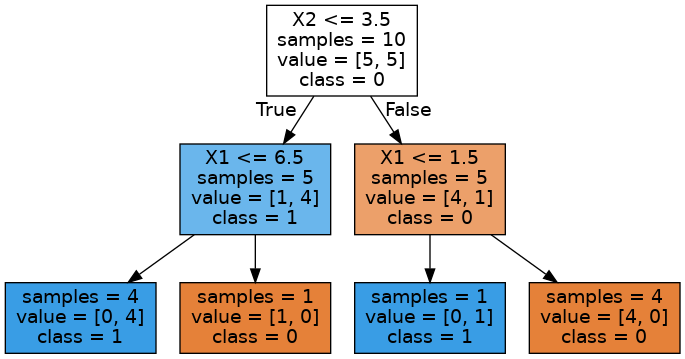 X2 <= 3.5
samples = 10
value = [5, 5]
class = 0
True
False
X1 <= 6.5
samples = 5
value = [1, 4]
class = 1
X1 <= 1.5
samples = 5
value = [4, 1]
class = 0
samples = 4
value = [0, 4]
class = 1
samples = 1
value = [1, 0]
class = 0
samples = 1
value = [0, 1]
class = 1
samples = 4
value = [4, 0]
class = 0